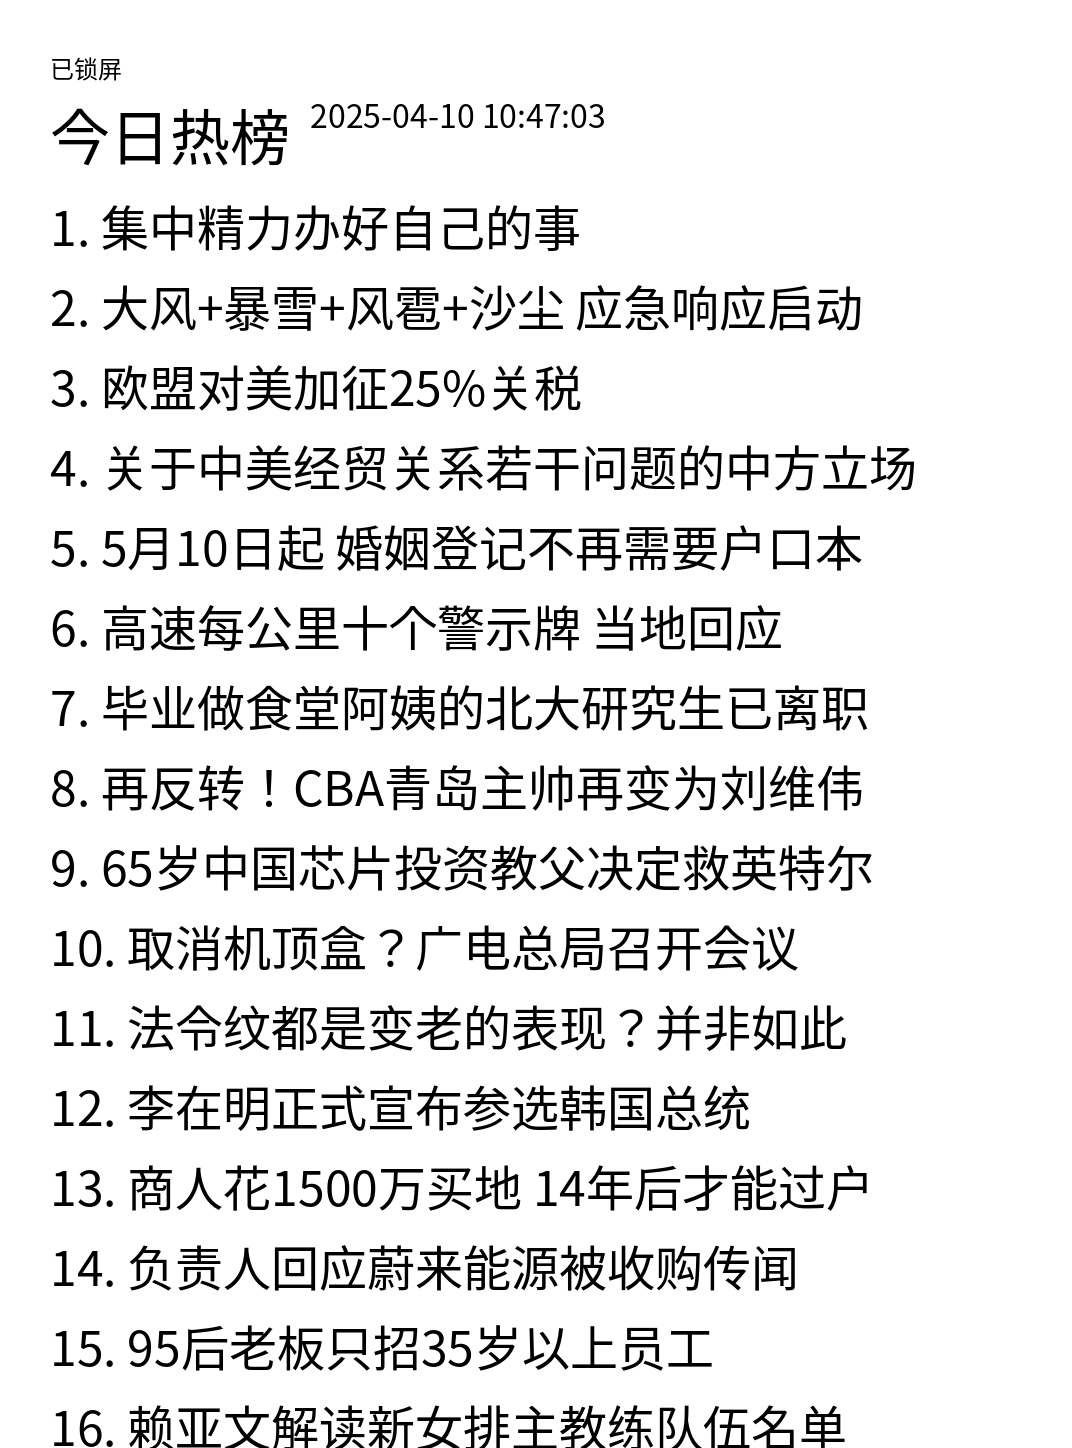 已锁屏
今日热榜 2025-04-10 10:47:03
1. 集中精力办好自己的事
2. 大风+暴雪+风雹+沙尘 应急响应启动
3. 欧盟对美加征25%关税
4. 关于中美经贸关系若干问题的中方立场
5. 5月10日起 婚姻登记不再需要户口本
6. 高速每公里十个警示牌 当地回应
7. 毕业做食堂阿姨的北大研究生已离职
8. 再反转！CBA青岛主帅再变为刘维伟
9. 65岁中国芯片投资教父决定救英特尔
10. 取消机顶盒？广电总局召开会议
11. 法令纹都是变老的表现？并非如此
12. 李在明正式宣布参选韩国总统
13. 商人花1500万买地 14年后才能过户
14. 负责人回应蔚来能源被收购传闻
15. 95后老板只招35岁以上员工
16. 赖亚文解读新女排主教练队伍名单